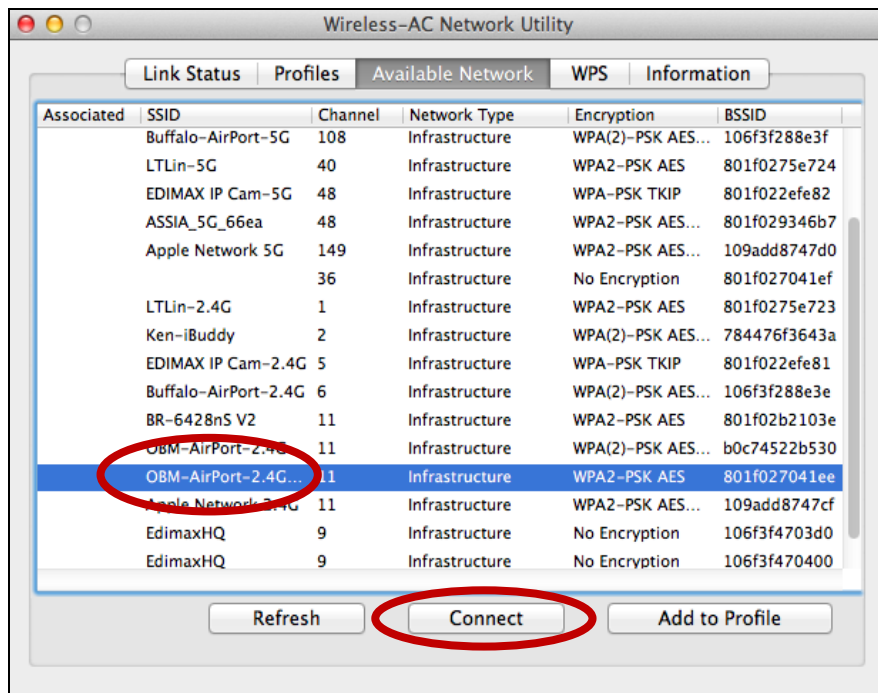 Wireless-AC Network Utility
Link Status Profiles Available Network WPS Information
Associated SSID Channel Network Type Encryption BSSID
Buffalo-AirPort-5G 108 Infrastructure WPA(2)-PSK AES... 106f3f288e3f
LTLin-5G 40 Infrastructure WPA2-PSK AES 801f0275e724
EDIMAX IP Cam-5G 48 Infrastructure WPA-PSK TKIP 801f022efe82
ASSIA_5G_66ea 48 Infrastructure WPA2-PSK AES... 801f029346b7
Apple Network 5G 149 Infrastructure WPA2-PSK AES... 109add8747d0
36 Infrastructure No Encryption 801f027041ef
LTLin-2.4G 1 Infrastructure WPA2-PSK AES 801f0275e723
Ken-iBuddy 2 Infrastructure WPA(2)-PSK AES... 784476f3643a
EDIMAX IP Cam-2.4G 5 Infrastructure WPA-PSK TKIP 801f022efe81
Buffalo-AirPort-2.4G 6 Infrastructure WPA(2)-PSK AES... 106f3f288e3e
BR-6428nS V2 11 Infrastructure WPA2-PSK AES 801f02b2103e
OBM-AirPort-2.4G 11 Infrastructure WPA(2)-PSK AES... b0c74522b530
OBM-AirPort-2.4G... 11 Infrastructure WPA2-PSK AES 801f027041ee
Apple Network 2.4G 11 Infrastructure WPA2-PSK AES... 109add8747cf
EdimaxHQ 9 Infrastructure No Encryption 106f3f4703d0
EdimaxHQ 9 Infrastructure No Encryption 106f3f470400
Refresh Connect Add to Profile